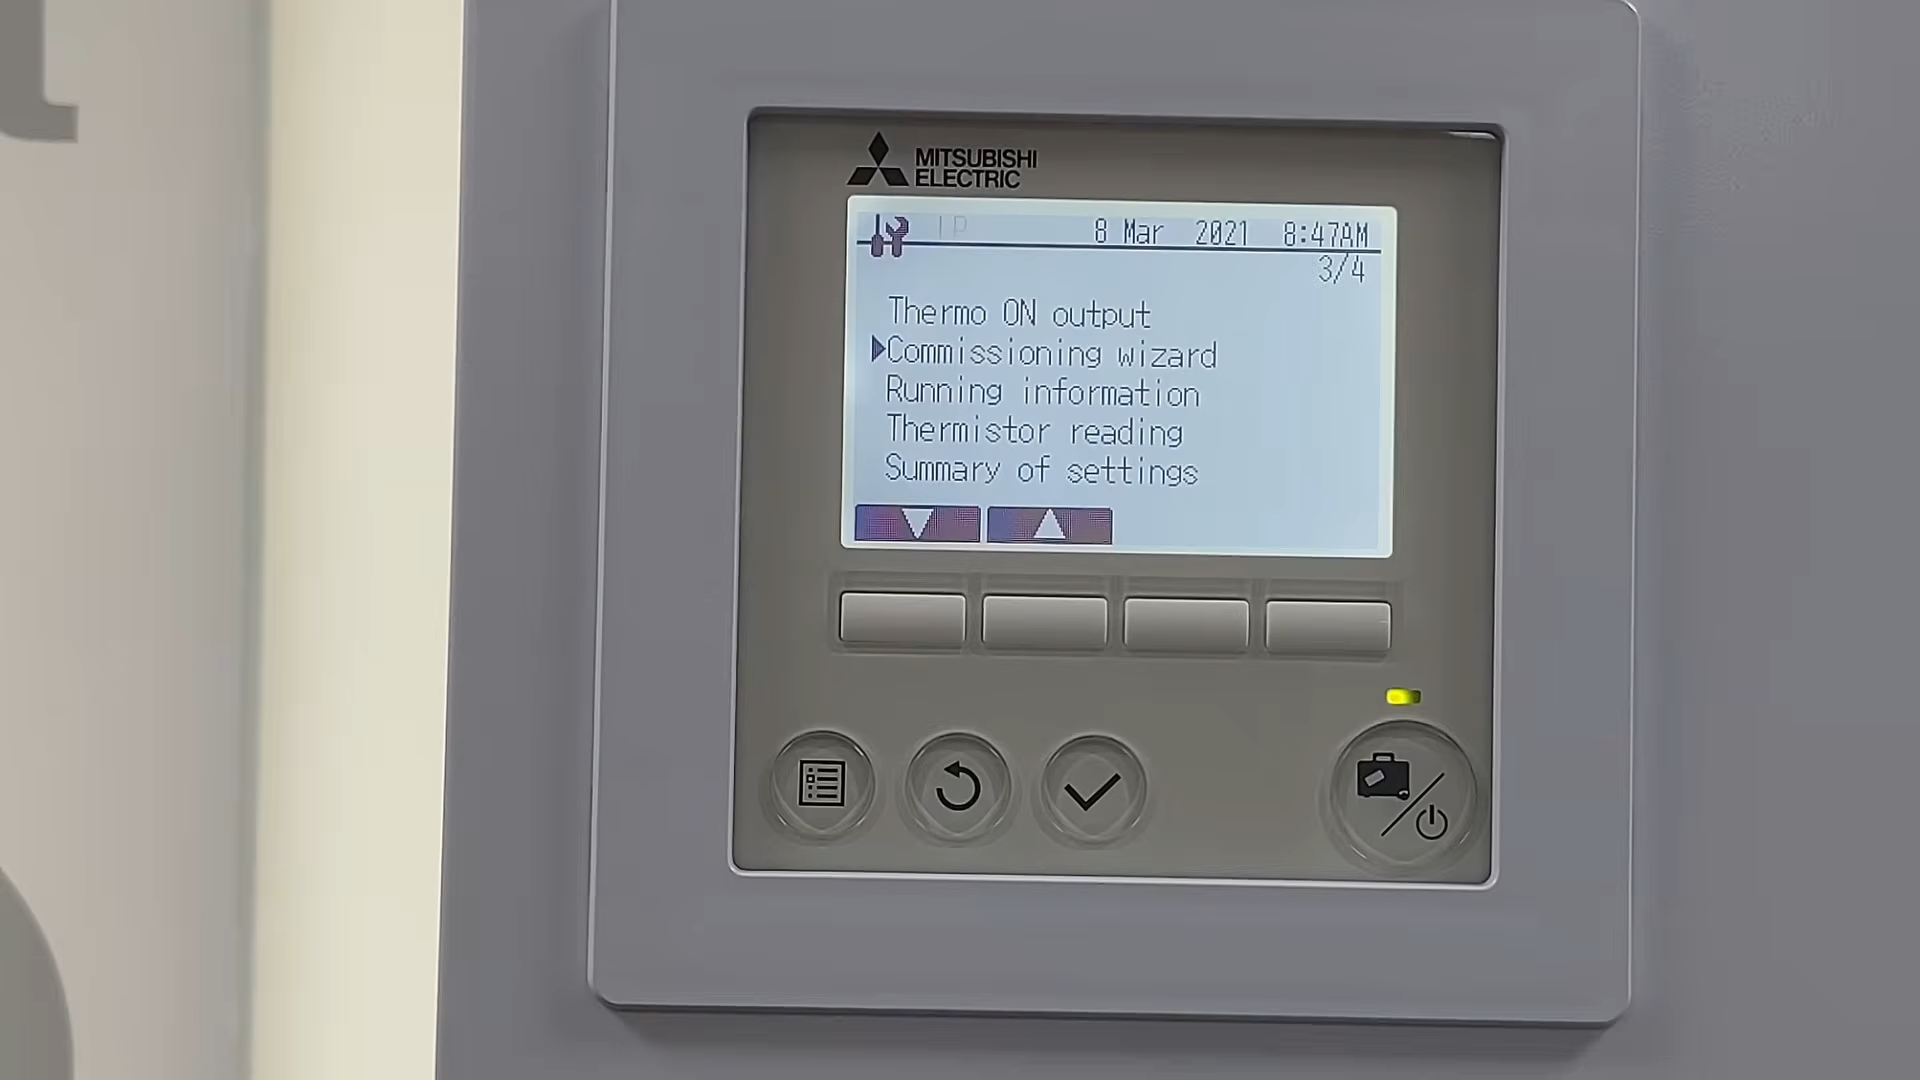 MITSUBISHI
ELECTRIC
8 Mar 2021 8:47AM
3/4
Thermo ON output
Commissioning wizard
Running information
Thermistor reading
Summary of settings